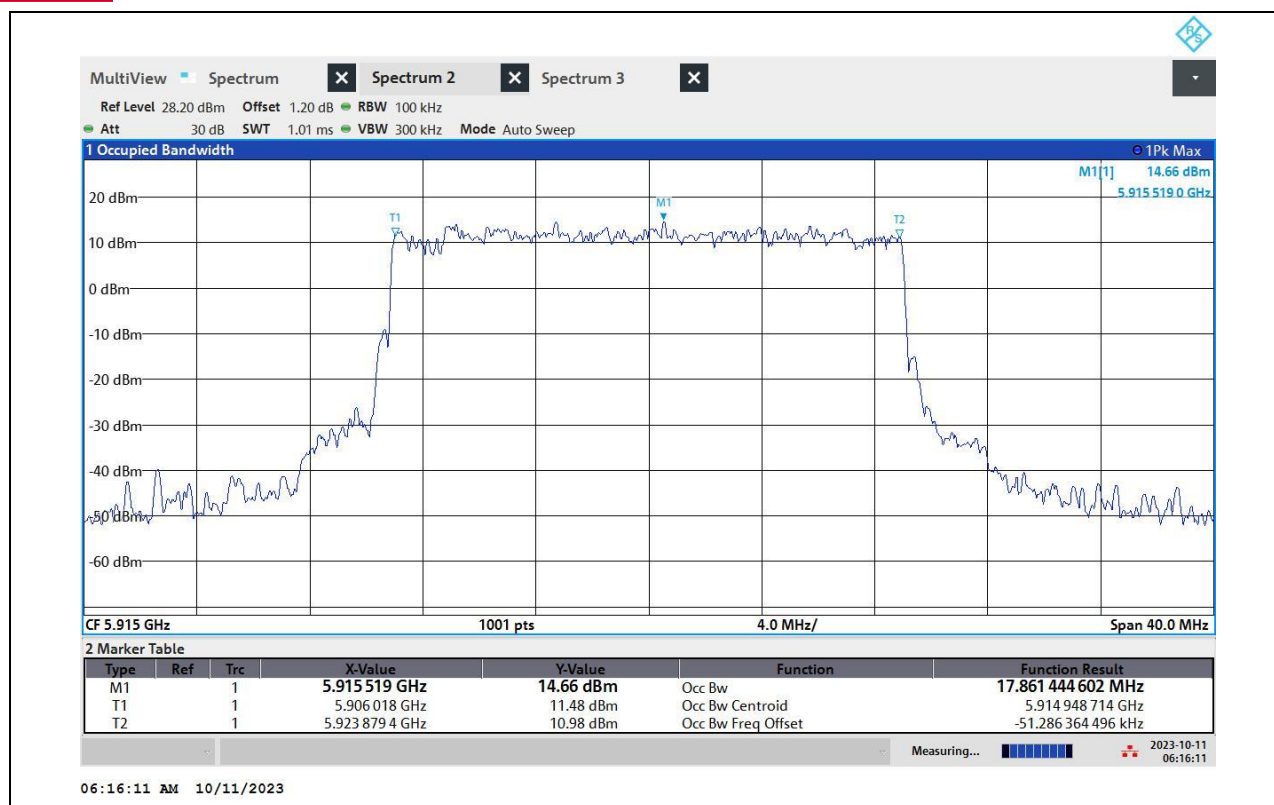 R&S
MultiView Spectrum Spectrum 2 Spectrum 3
Ref Level 28.20 dBm Offset 1.20 dB RBW 100 kHz
Att 30 dB SWT 1.01 ms VBW 300 kHz Mode Auto Sweep
1 Occupied Bandwidth 1Pk Max
M1[1] 14.66 dBm
5.915 519 0 GHz
20 dBm
M1
T1
T2
10 dBm
0 dBm
-10 dBm
-20 dBm
-30 dBm
-40 dBm
-50 dBm
-60 dBm
CF 5.915 GHz 1001 pts 4.0 MHz/ Span 40.0 MHz
2 Marker Table
Type Ref Trc X-Value Y-Value Function Function Result
M1 1 5.915 519 GHz 14.66 dBm Occ Bw 17.861 444 602 MHz
T1 1 5.906 018 GHz 11.48 dBm Occ Bw Centroid 5.914 948 714 GHz
T2 1 5.923 879 4 GHz 10.98 dBm Occ Bw Freq Offset -51.286 364 496 kHz
Measuring... 2023-10-11
06:16:11
06:16:11 AM 10/11/2023